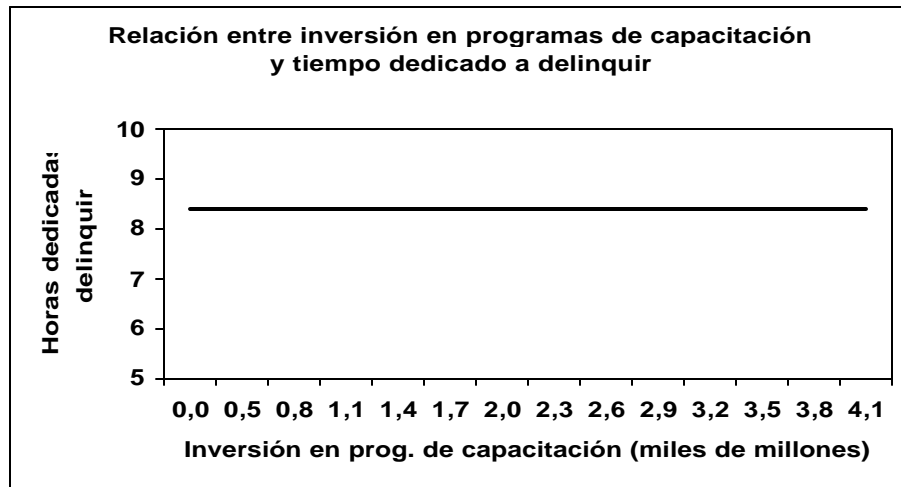 Relación entre inversión en programas de capacitación
y tiempo dedicado a delinquir
Horas dedicadas
delinquir
10
9
8
7
6
5
0,0 0,5 0,8 1,1 1,4 1,7 2,0 2,3 2,6 2,9 3,2 3,5 3,8 4,1
Inversión en prog. de capacitación (miles de millones)